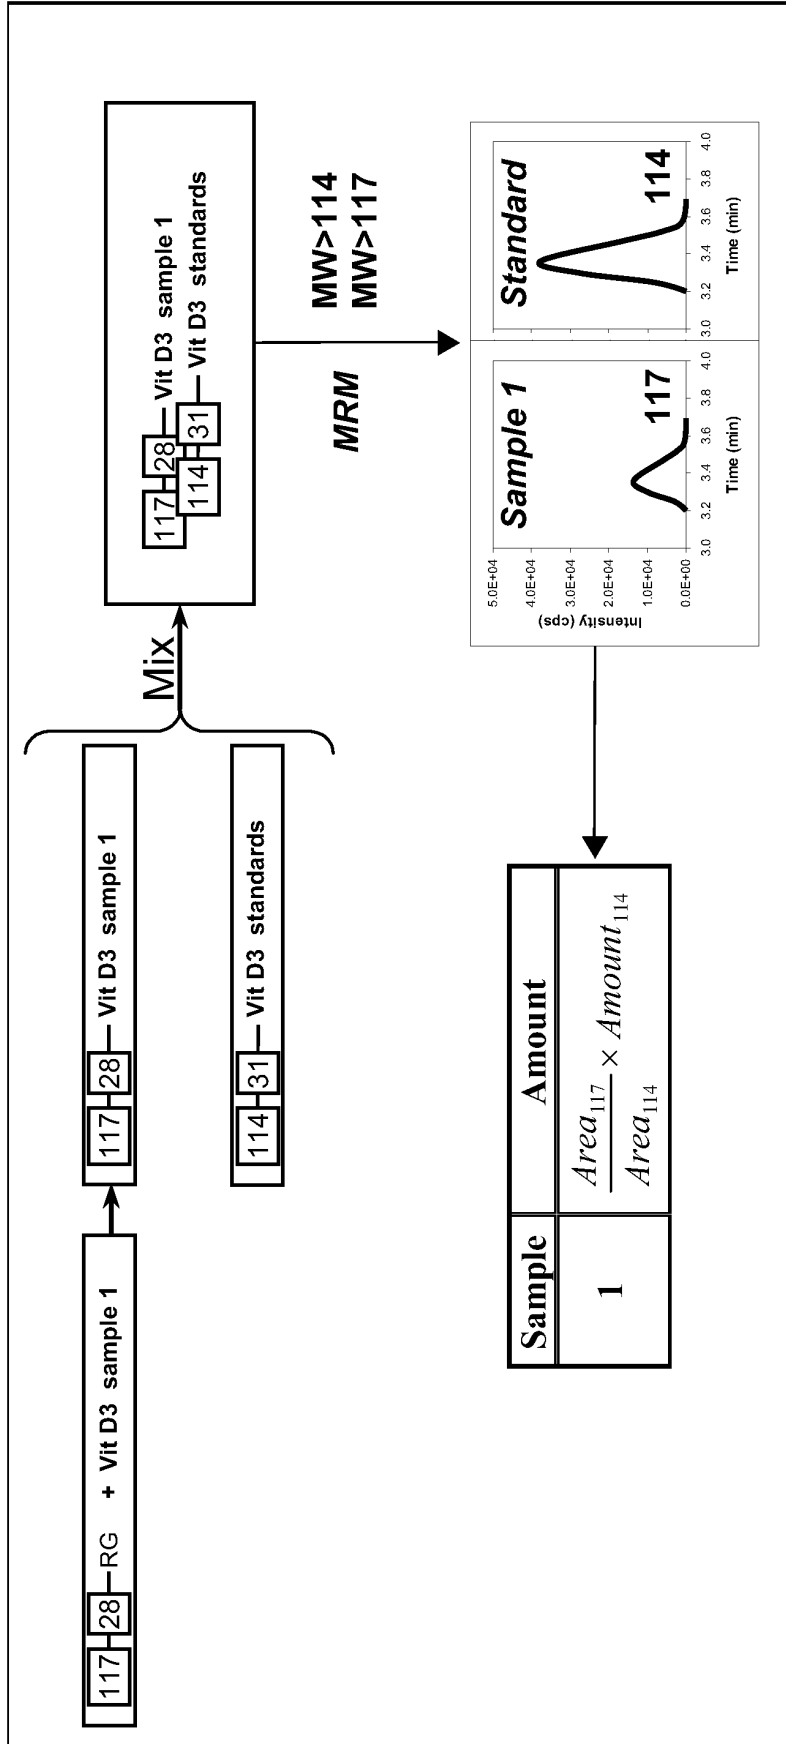 117 28 RG + Vit D3 sample 1
117 28 Vit D3 sample 1
114 31 Vit D3 standards
Mix
117 28 Vit D3 sample 1
114 31 Vit D3 standards
MRM
MW>114
MW>117
Sample 1
117
5.0E+04
4.0E+04
3.0E+04
2.0E+04
1.0E+04
0.0E+00
Intensity (cps)
3.0 3.2 3.4 3.6 3.8 4.0
Time (min)
Standard
114
3.0 3.2 3.4 3.6 3.8 4.0
Time (min)
Sample Amount
1 Area117 / Area114 × Amount114